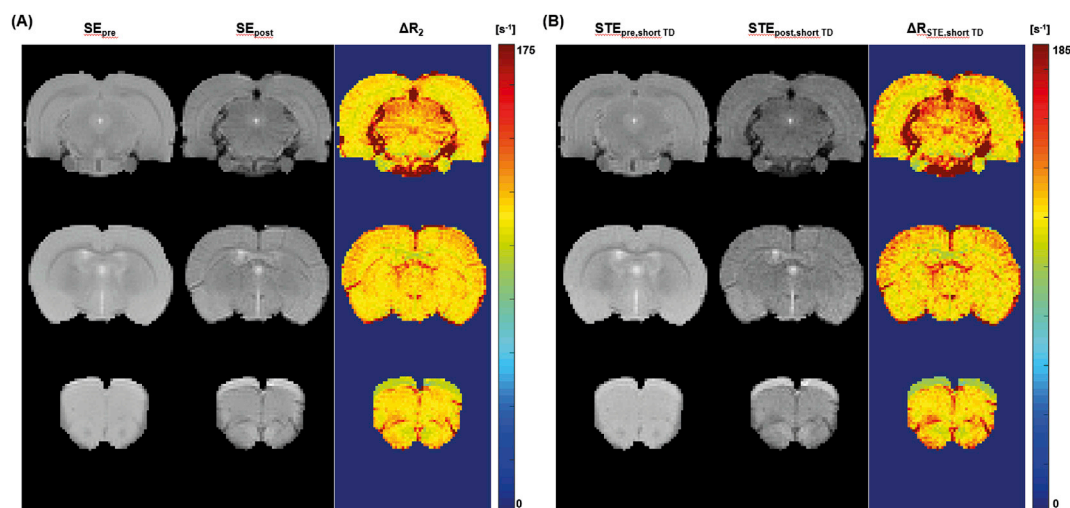 (A) SEpre SEpost ΔR2 [s-1]
175
0
(B) STEpre,short TD STEpost,short TD ΔRSTE,short TD [s-1]
185
0